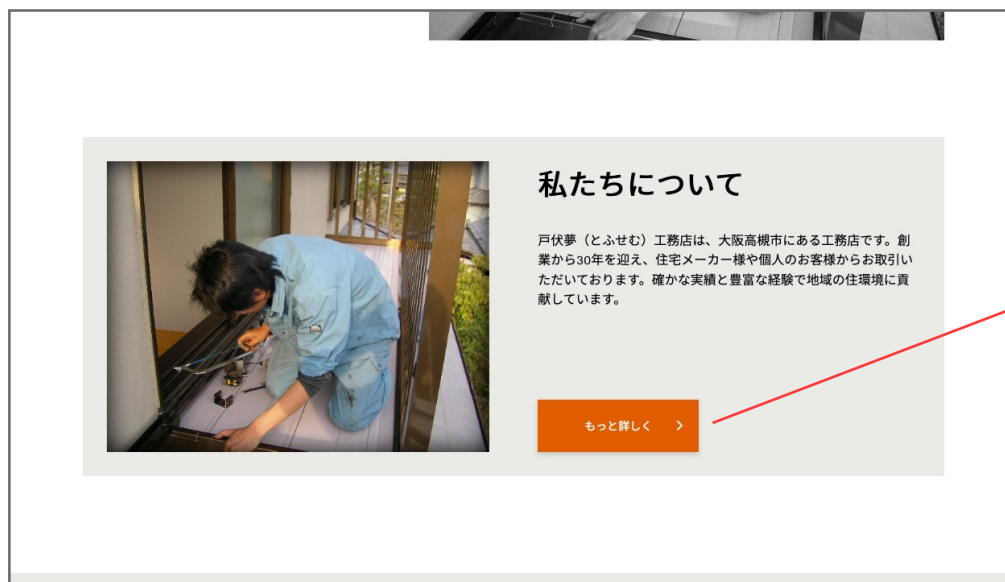 私たちについて
戸伏夢（とふせむ）工務店は、大阪高槻市にある工務店です。創
業から30年を迎え、住宅メーカー様や個人のお客様からお取引い
ただいております。確かな実績と豊富な経験で地域の住環境に貢
献しています。
もっと詳しく